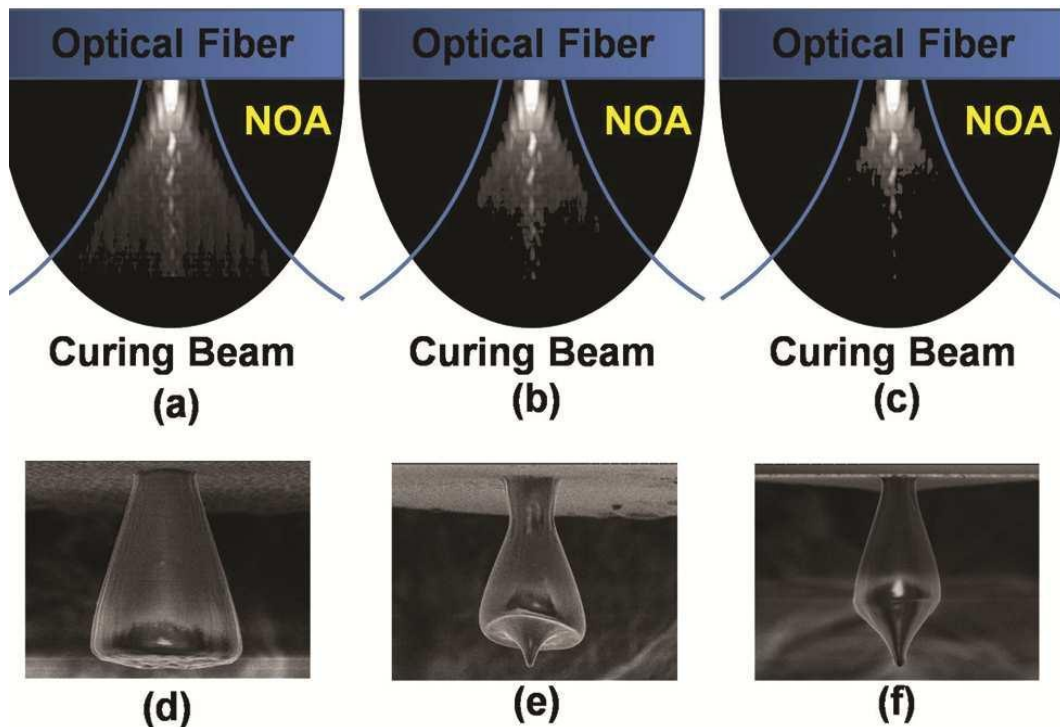 Optical Fiber Optical Fiber Optical Fiber
NOA NOA NOA
Curing Beam Curing Beam Curing Beam
(a) (b) (c)
(d) (e) (f)